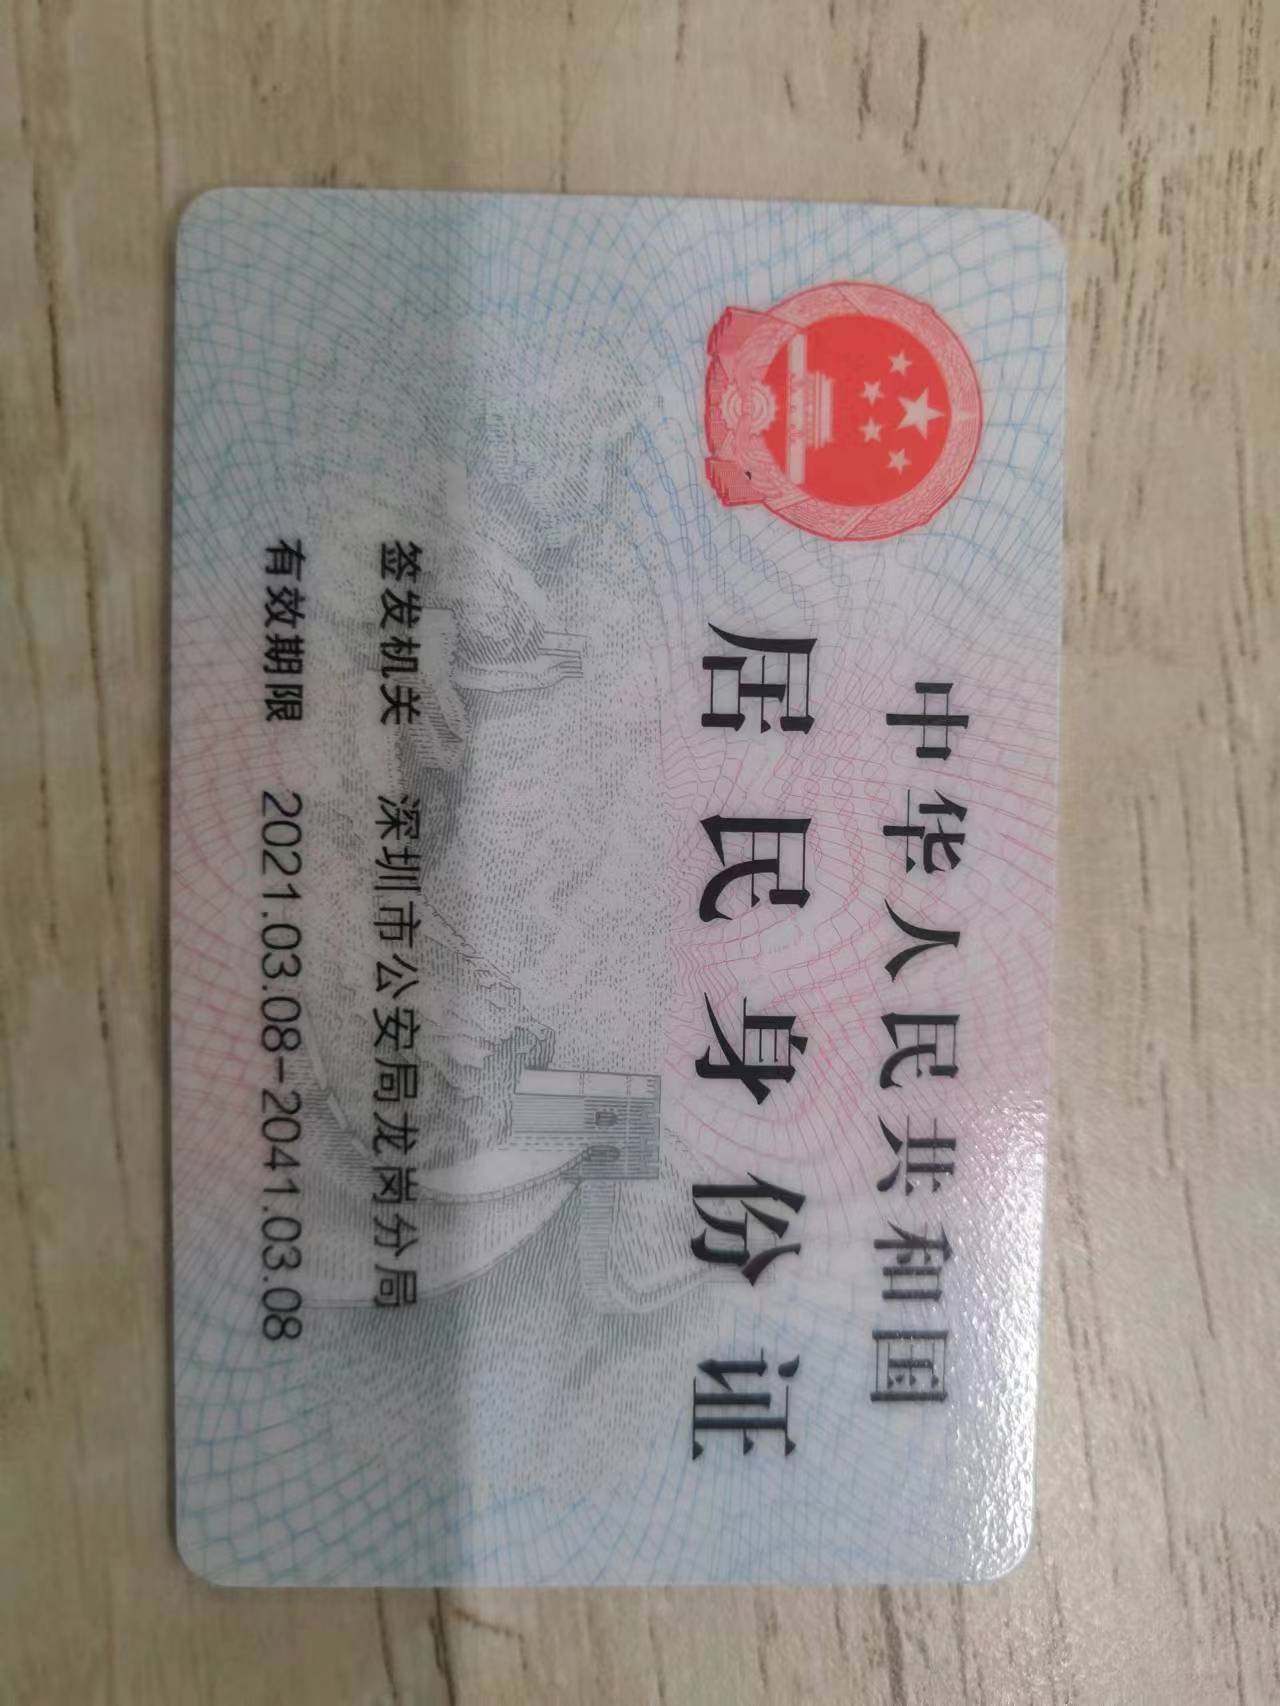 中华人民共和国
居民身份证
签发机关 深圳市公安局龙岗分局
有效期限 2021.03.08-2041.03.08